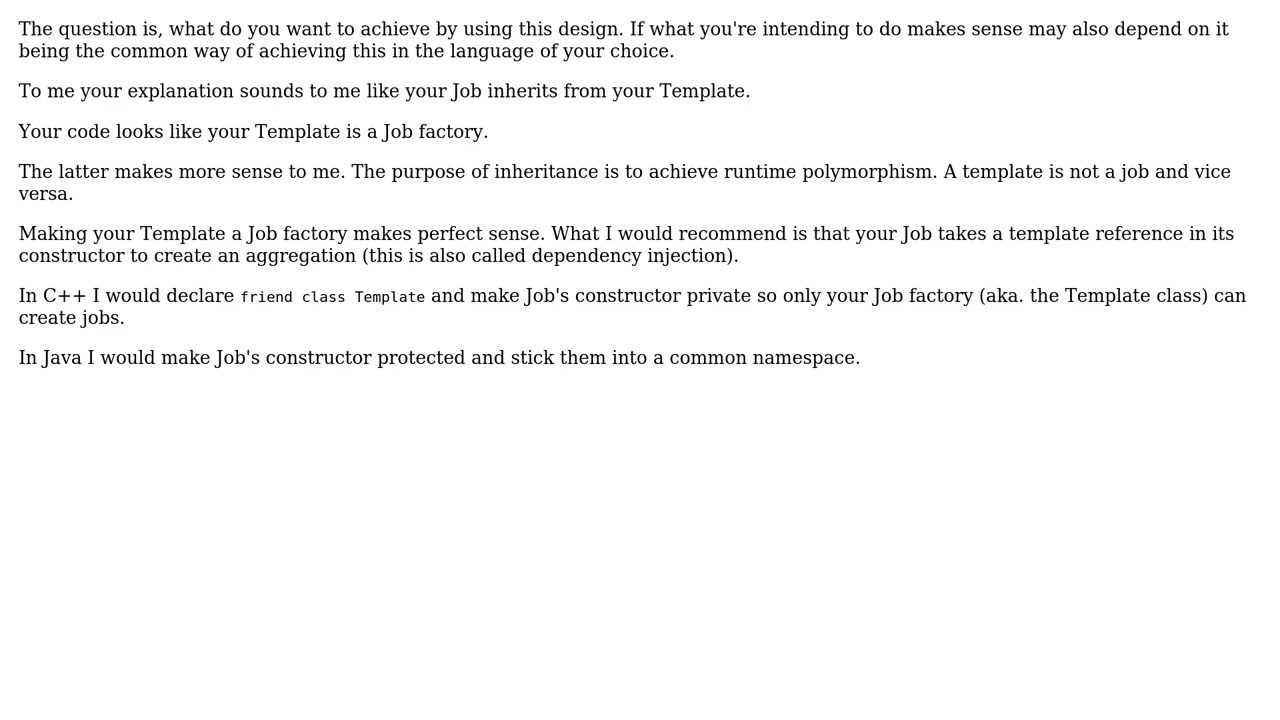 The question is, what do you want to achieve by using this design. If what you're intending to do makes sense may also depend on it
being the common way of achieving this in the language of your choice.
To me your explanation sounds to me like your Job inherits from your Template.
Your code looks like your Template is a Job factory.
The latter makes more sense to me. The purpose of inheritance is to achieve runtime polymorphism. A template is not a job and vice
versa.
Making your Template a Job factory makes perfect sense. What I would recommend is that your Job takes a template reference in its
constructor to create an aggregation (this is also called dependency injection).
In C++ I would declare friend class Template and make Job's constructor private so only your Job factory (aka. the Template class) can
create jobs.
In Java I would make Job's constructor protected and stick them into a common namespace.